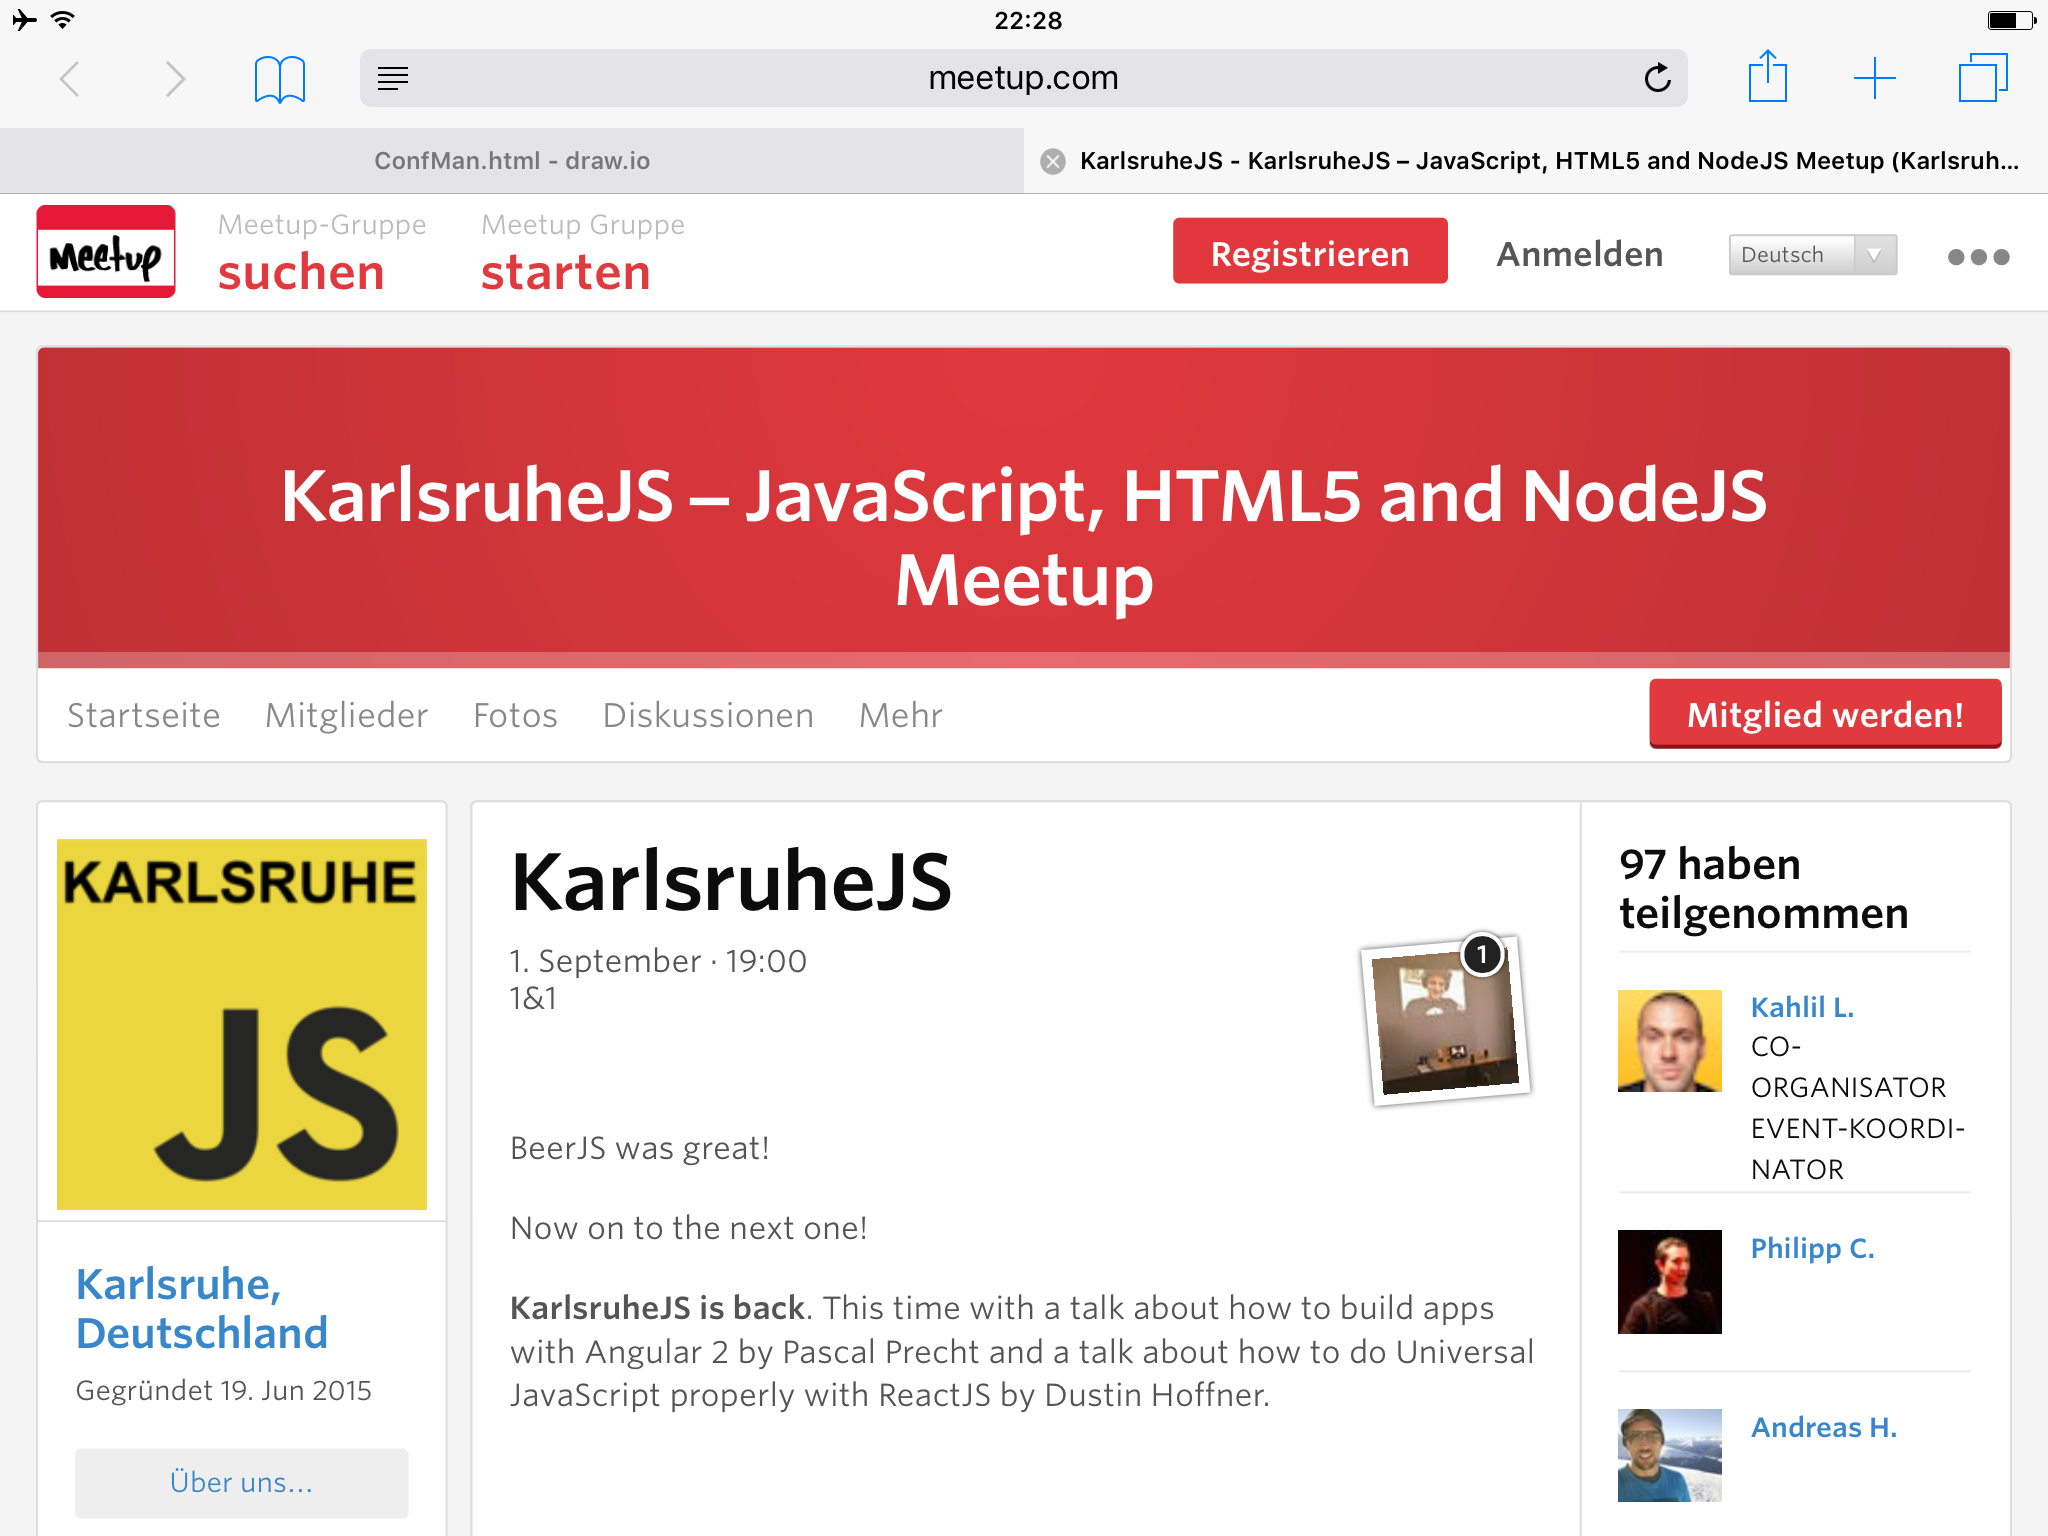 22:28
meetup.com
ConfMan.html - draw.io
KarlsruheJS - KarlsruheJS – JavaScript, HTML5 and NodeJS Meetup (Karlsruh...
Meetup
Meetup-Gruppe
suchen
Meetup Gruppe
starten
Registrieren
Anmelden
Deutsch
KarlsruheJS – JavaScript, HTML5 and NodeJS
Meetup
Startseite
Mitglieder
Fotos
Diskussionen
Mehr
Mitglied werden!
KARLSRUHE
JS
Karlsruhe,
Deutschland
Gegründet 19. Jun 2015
Über uns...
KarlsruheJS
1. September · 19:00
1&1
1
BeerJS was great!
Now on to the next one!
KarlsruheJS is back. This time with a talk about how to build apps
with Angular 2 by Pascal Precht and a talk about how to do Universal
JavaScript properly with ReactJS by Dustin Hoffner.
97 haben
teilgenommen
Kahlil L.
CO-
ORGANISATOR
EVENT-KOORDI-
NATOR
Philipp C.
Andreas H.